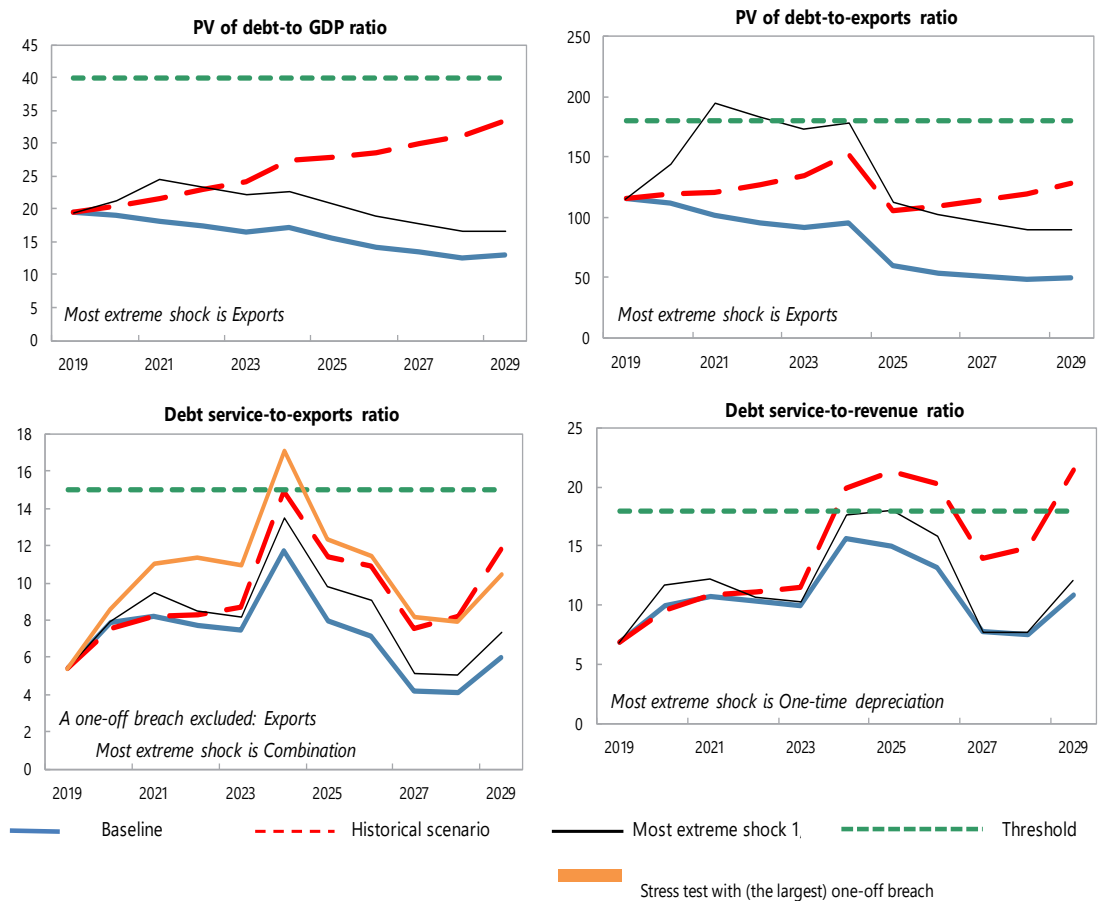 PV of debt-to GDP ratio
45
40
35
30
25
20
15
10
5
0
Most extreme shock is Exports
2019 2021 2023 2025 2027 2029
PV of debt-to-exports ratio
250
200
150
100
50
0
Most extreme shock is Exports
2019 2021 2023 2025 2027 2029
Debt service-to-exports ratio
18
16
14
12
10
8
6
4
2
0
A one-off breach excluded: Exports
Most extreme shock is Combination
2019 2021 2023 2025 2027 2029
Debt service-to-revenue ratio
25
20
15
10
5
0
Most extreme shock is One-time depreciation
2019 2021 2023 2025 2027 2029
Baseline Historical scenario Most extreme shock 1, Threshold
Stress test with (the largest) one-off breach